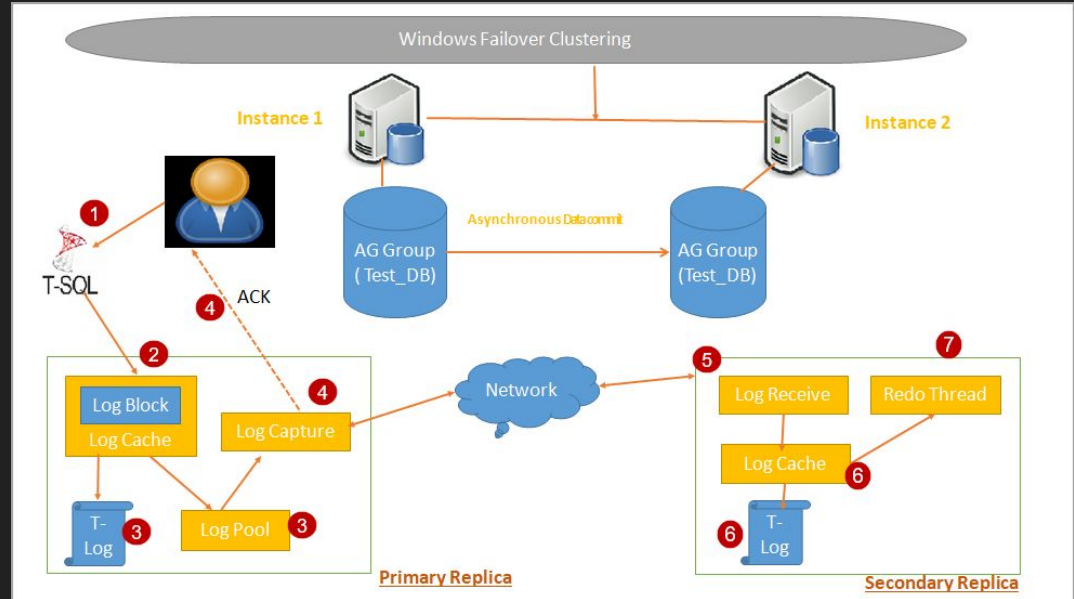 Windows Failover Clustering
Instance 1
Instance 2
Asynchronous Datacommit
AG Group
( Test_DB)
AG Group
(Test_DB)
1
T-SQL
4
ACK
2
Log Block
Log Cache
4
Log Capture
T-
Log
3
Log Pool
3
Primary Replica
Network
5
7
Log Receive
Redo Thread
Log Cache
6
6
T-
Log
Secondary Replica